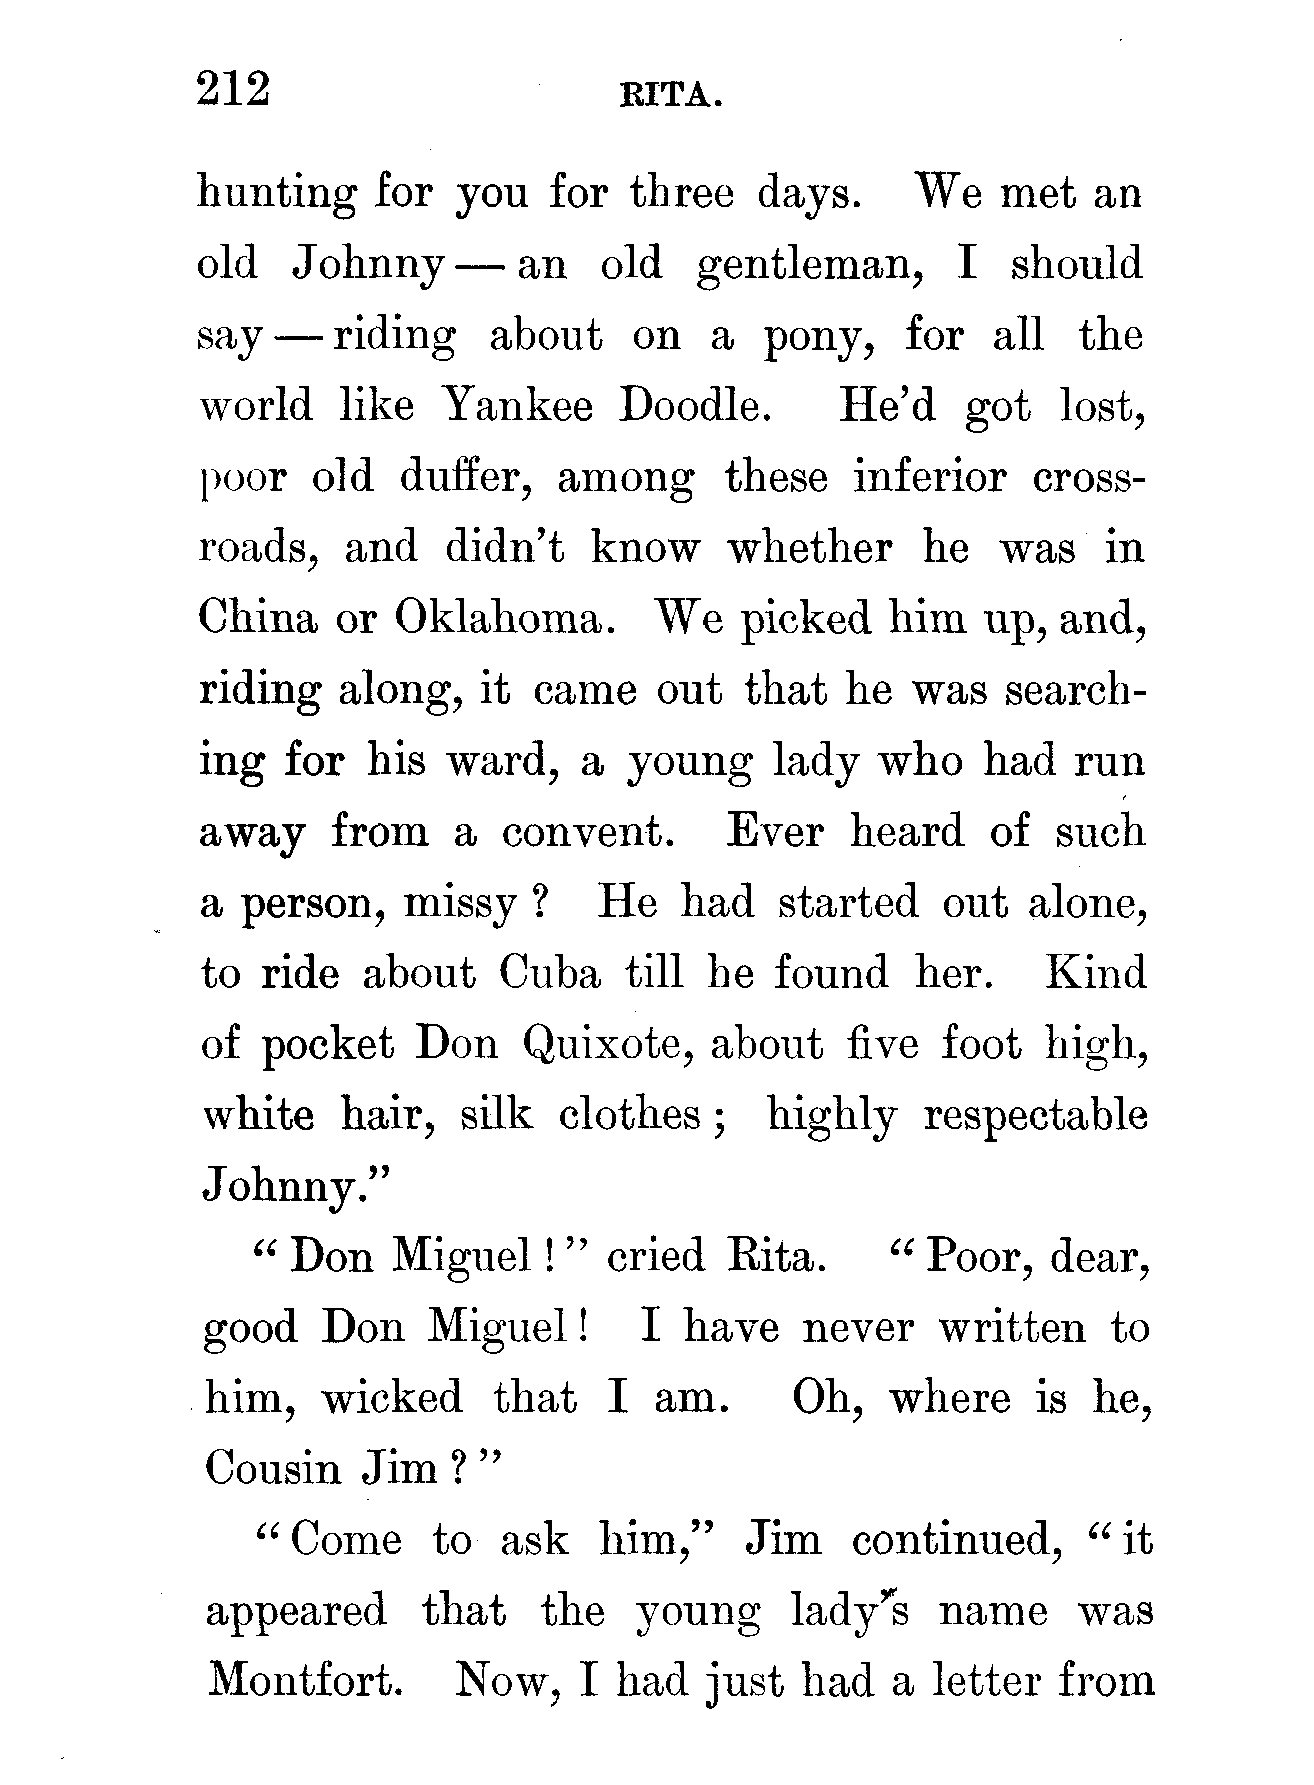 212 RITA.
hunting for you for three days. We met an
old Johnny — an old gentleman, I should
say — riding about on a pony, for all the
world like Yankee Doodle. He’d got lost,
poor old duffer, among these inferior cross-
roads, and didn’t know whether he was in
China or Oklahoma. We picked him up, and,
riding along, it came out that he was search-
ing for his ward, a young lady who had run
away from a convent. Ever heard of such
a person, missy ? He had started out alone,
to ride about Cuba till he found her. Kind
of pocket Don Quixote, about five foot high,
white hair, silk clothes ; highly respectable
Johnny.”
“ Don Miguel ! ” cried Rita. “ Poor, dear,
good Don Miguel ! I have never written to
him, wicked that I am. Oh, where is he,
Cousin Jim ? ”
“ Come to ask him,” Jim continued, “ it
appeared that the young lady’s name was
Montfort. Now, I had just had a letter from